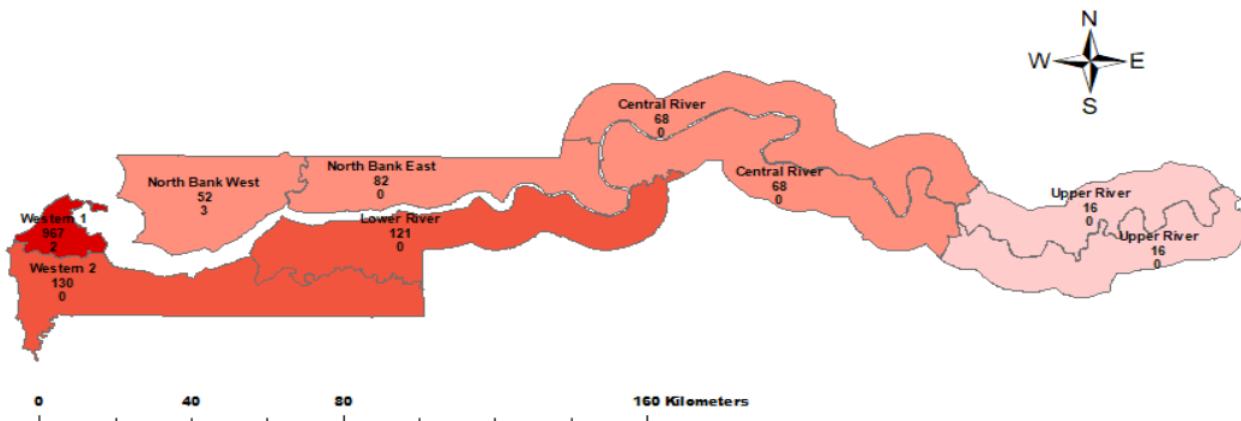 N
W E
S
Central River
68
0
North Bank East
82
0
North Bank West
52
3
Central River
68
0
Upper River
16
0
Western 1
967
2
Lower River
121
0
Upper River
16
0
Western 2
130
0
0 40 80 160 Kilometers